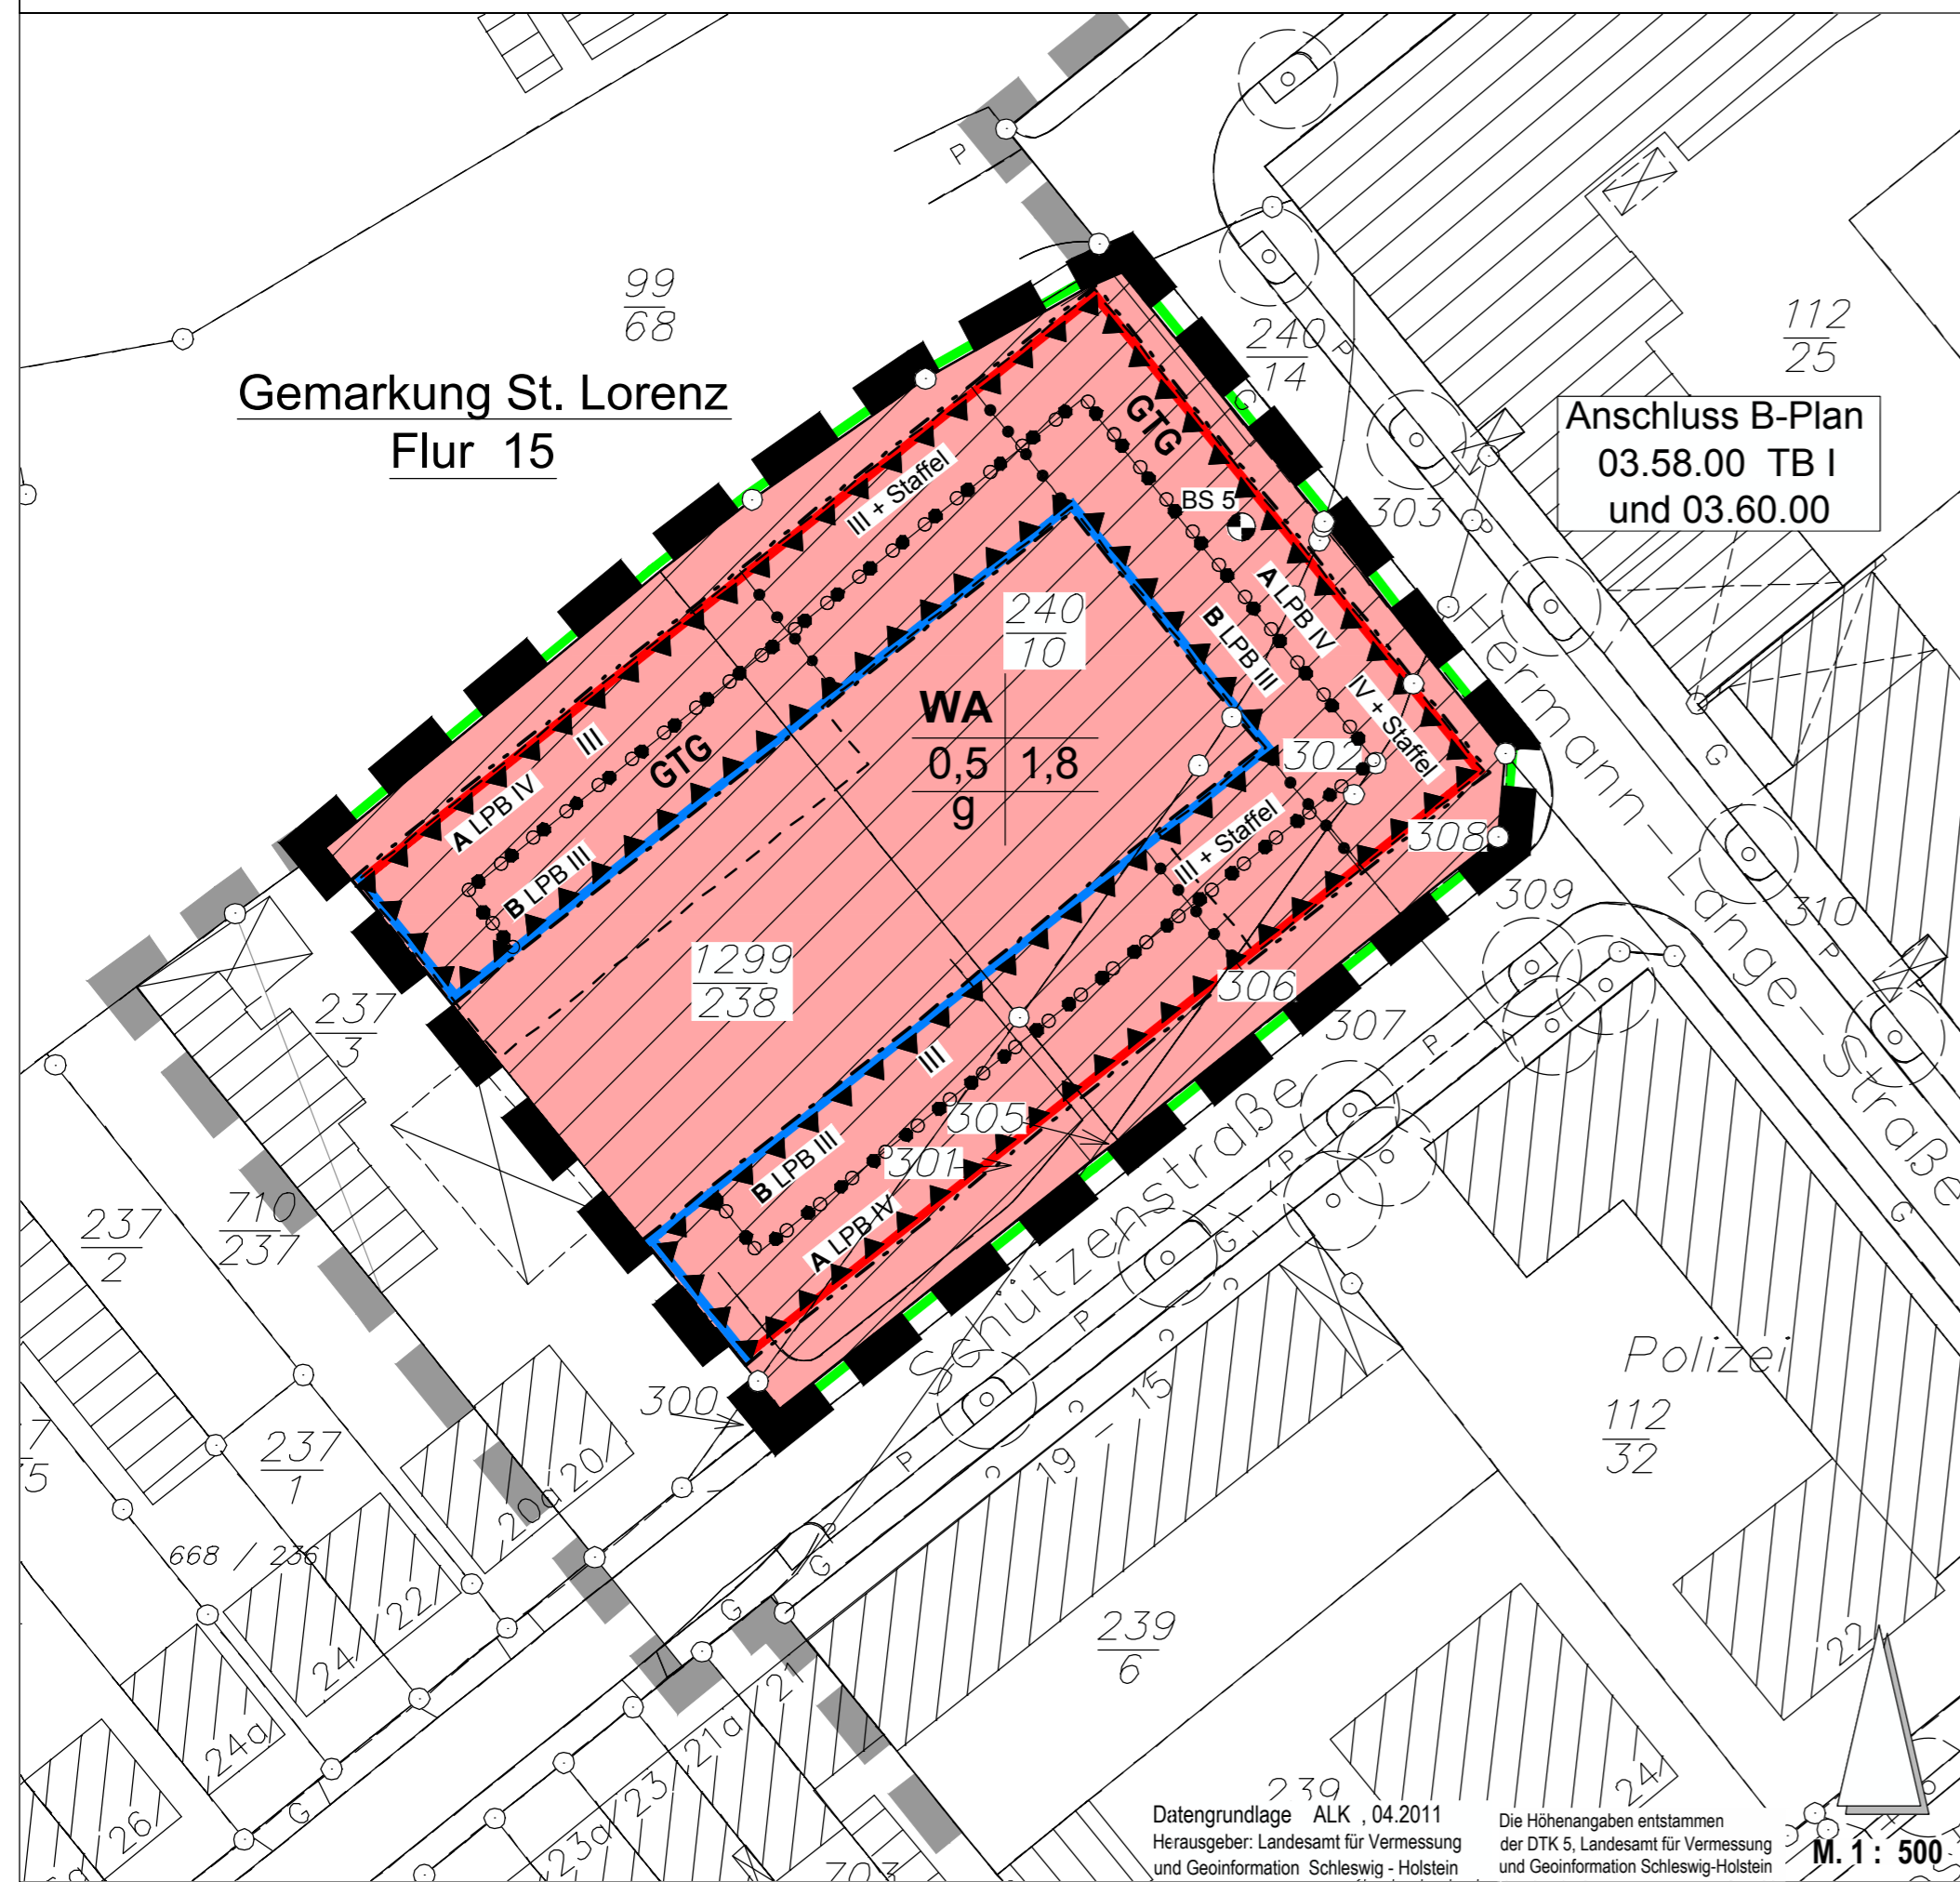 99
68
Gemarkung St. Lorenz
Flur 15
P
240
14
P
G
112
25
Anschluss B-Plan
03.58.00 TB I
und 03.60.00
GTG
III + Staffel
BS 5
303
P
A LPB IV
B LPB III
240
10
WA
0,5 1,8
g
IV + Staffel
302
III
GTG
A LPB IV
B LPB III
III + Staffel
308
309
310
P
G
Hermann - Lange - Straße
G
1299
238
306
307
P
237
3
III
305
301
B LPB III
A LPB IV
Schützenstraße
P
G
P
237
2
710
237
300
Polizei
112
32
19 - 15
P
G
237
1
20a 20
668 / 236
22
24
24a
26
G
G
21
21a
23
23a
239
6
22
24
239
703
Datengrundlage ALK , 04.2011
Herausgeber: Landesamt für Vermessung
und Geoinformation Schleswig - Holstein
Die Höhenangaben entstammen
der DTK 5, Landesamt für Vermessung
und Geoinformation Schleswig-Holstein
M. 1 : 500